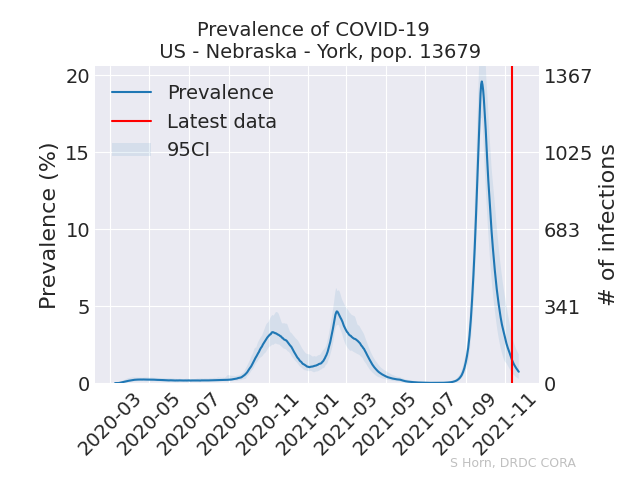 Prevalence of COVID-19
US - Nebraska - York, pop. 13679
Prevalence (%)
20
15
10
5
0
Prevalence
Latest data
95CI
1367
1025
683
341
0
# of infections
2020-03
2020-05
2020-07
2020-09
2020-11
2021-01
2021-03
2021-05
2021-07
2021-09
2021-11
S Horn, DRDC CORA